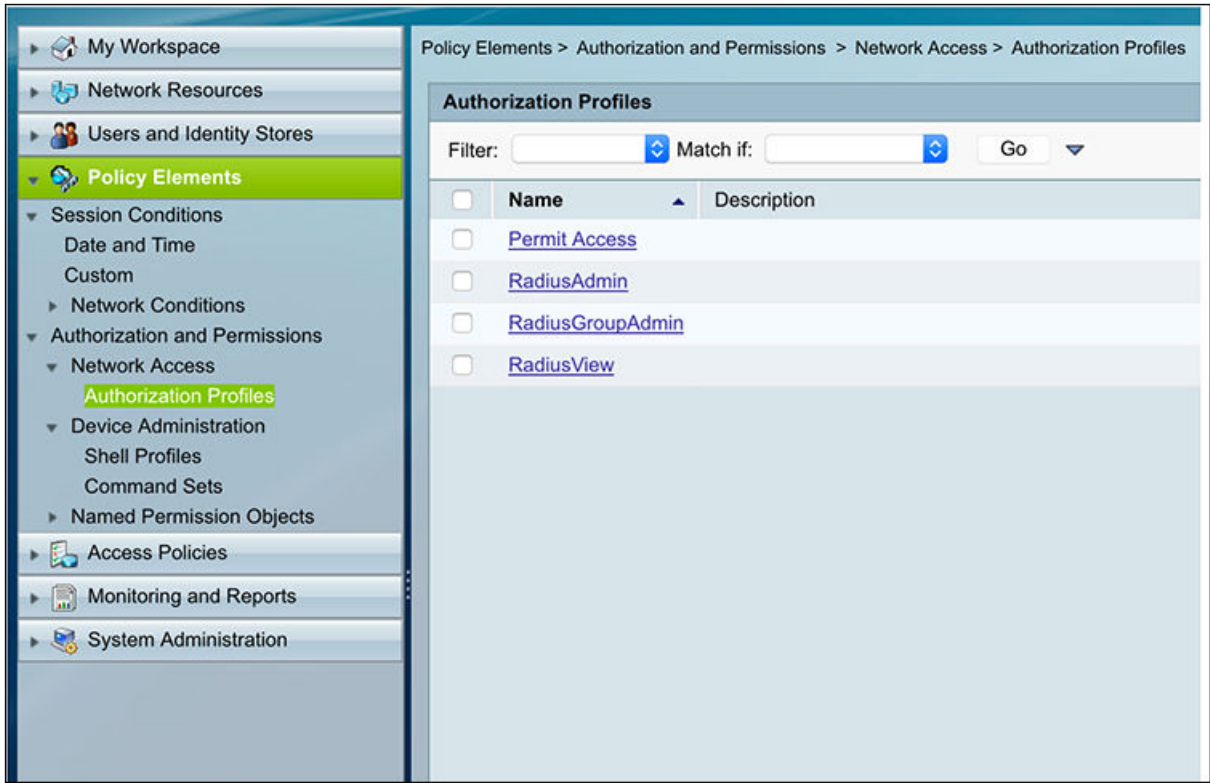 My Workspace
Network Resources
Users and Identity Stores
Policy Elements
Session Conditions
Date and Time
Custom
Network Conditions
Authorization and Permissions
Network Access
Authorization Profiles
Device Administration
Shell Profiles
Command Sets
Named Permission Objects
Access Policies
Monitoring and Reports
System Administration
Policy Elements > Authorization and Permissions > Network Access > Authorization Profiles
Authorization Profiles
Filter: Match if: Go
Name Description
Permit Access
RadiusAdmin
RadiusGroupAdmin
RadiusView